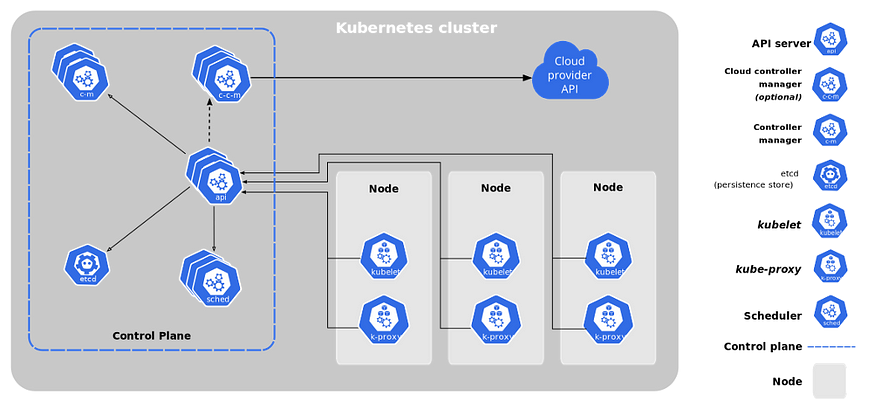 Kubernetes cluster
c-m
c-c-m
Cloud
provider
API
api
etcd
sched
Control Plane
Node
kubelet
k-proxy
Node
kubelet
k-proxy
Node
kubelet
k-proxy
API server
api
Cloud controller
manager
(optional)
c-c-m
Controller
manager
c-m
etcd
(persistence store)
etcd
kubelet
kubelet
kube-proxy
k-proxy
Scheduler
sched
Control plane
Node